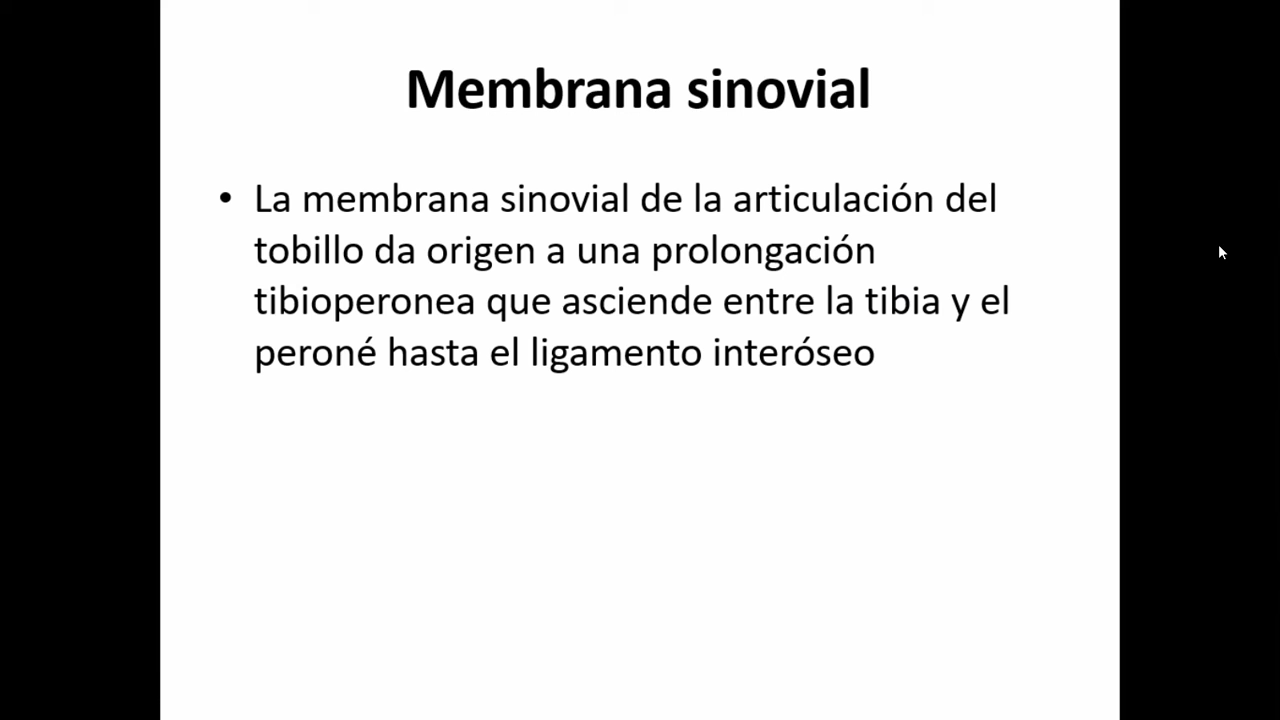 Membrana sinovial
• La membrana sinovial de la articulación del
tobillo da origen a una prolongación
tibioperonea que asciende entre la tibia y el
peroné hasta el ligamento interóseo